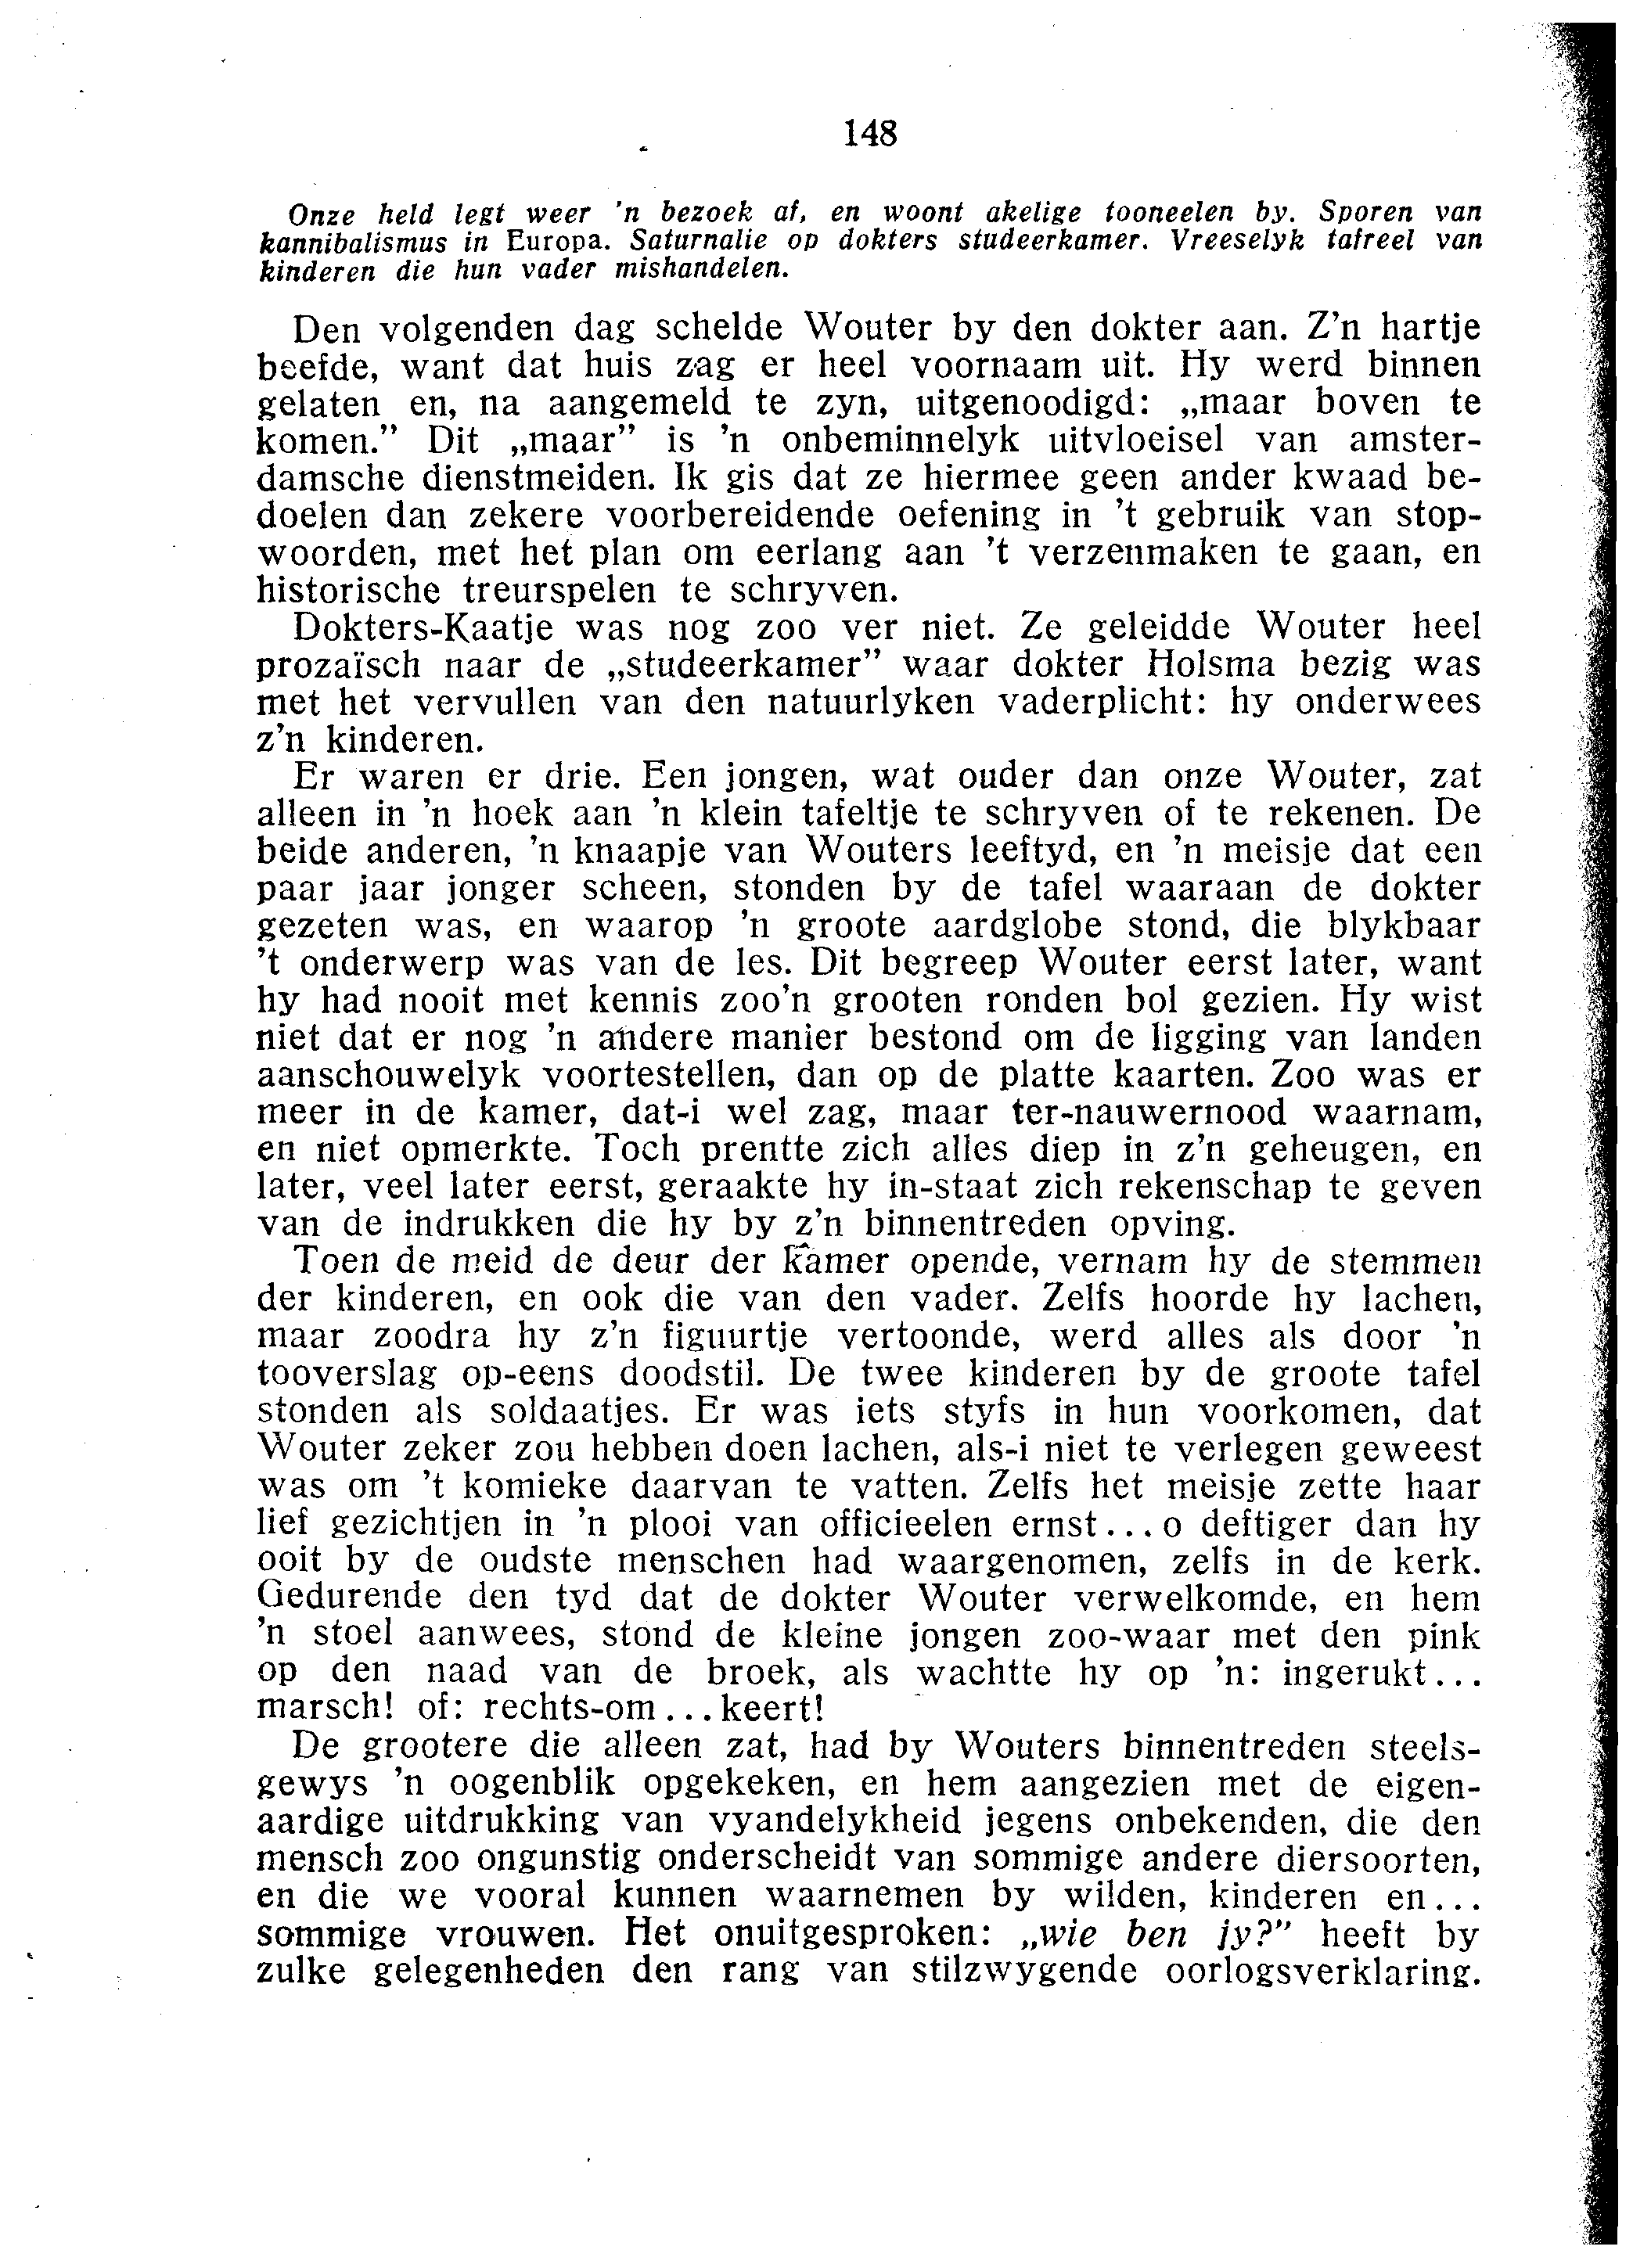 148
Onze held legt weer 'n bezoek af, en woont akelige tooneelen by. Sporen van
kannibalismus in Europa. Saturnalie op dokters studeerkamer. Vreeselyk tafreel van
kinderen die hun vader mishandelen.
Den volgenden dag schelde Wouter by den dokter aan. Z'n hartje
beefde, want dat huis zag er heel voornaam uit. Hy werd binnen
gelaten en, na aangemeld te zyn, uitgenoodigd: „maar boven te
komen.” Dit „maar” is 'n onbeminnelyk uitvloeisel van amster-
damsche dienstmeiden. Ik gis dat ze hiermee geen ander kwaad be-
doelen dan zekere voorbereidende oefening in 't gebruik van stop-
woorden, met het plan om eerlang aan 't verzenmaken te gaan, en
historische treurspelen te schryven.
Dokters-Kaatje was nog zoo ver niet. Ze geleidde Wouter heel
prozaïsch naar de „studeerkamer” waar dokter Holsma bezig was
met het vervullen van den natuurlyken vaderplicht: hy onderwees
z'n kinderen.
Er waren er drie. Een jongen, wat ouder dan onze Wouter, zat
alleen in 'n hoek aan 'n klein tafeltje te schryven of te rekenen. De
beide anderen, 'n knaapje van Wouters leeftyd, en 'n meisje dat een
paar jaar jonger scheen, stonden by de tafel waaraan de dokter
gezeten was, en waarop 'n groote aardglobe stond, die blykbaar
't onderwerp was van de les. Dit begreep Wouter eerst later, want
hy had nooit met kennis zoo'n grooten ronden bol gezien. Hy wist
niet dat er nog 'n andere manier bestond om de ligging van landen
aanschouwelyk voortestellen, dan op de platte kaarten. Zoo was er
meer in de kamer, dat-i wel zag, maar ter-nauwernood waarnam,
en niet opmerkte. Toch prentte zich alles diep in z'n geheugen, en
later, veel later eerst, geraakte hy in-staat zich rekenschap te geven
van de indrukken die hy by z'n binnentreden opving.
Toen de meid de deur der kamer opende, vernam hy de stemmen
der kinderen, en ook die van den vader. Zelfs hoorde hy lachen,
maar zoodra hy z'n figuurtje vertoonde, werd alles als door 'n
tooverslag op-eens doodstil. De twee kinderen by de groote tafel
stonden als soldaatjes. Er was iets styfs in hun voorkomen, dat
Wouter zeker zou hebben doen lachen, als-i niet te verlegen geweest
was om 't komieke daarvan te vatten. Zelfs het meisje zette haar
lief gezichtjen in 'n plooi van officieelen ernst... o deftiger dan hy
ooit by de oudste menschen had waargenomen, zelfs in de kerk.
Gedurende den tyd dat de dokter Wouter verwelkomde, en hem
'n stoel aanwees, stond de kleine jongen zoo-waar met den pink
op den naad van de broek, als wachtte hy op 'n: ingerukt...
marsch! of: rechts-om...keert!
De grootere die alleen zat, had by Wouters binnentreden steels-
gewys 'n oogenblik opgekeken, en hem aangezien met de eigen-
aardige uitdrukking van vyandelykheid jegens onbekenden, die den
mensch zoo ongunstig onderscheidt van sommige andere diersoorten,
en die we vooral kunnen waarnemen by wilden, kinderen en...
sommige vrouwen. Het onuitgesproken: „wie ben jy?” heeft by
zulke gelegenheden den rang van stilzwygende oorlogsverklaring.